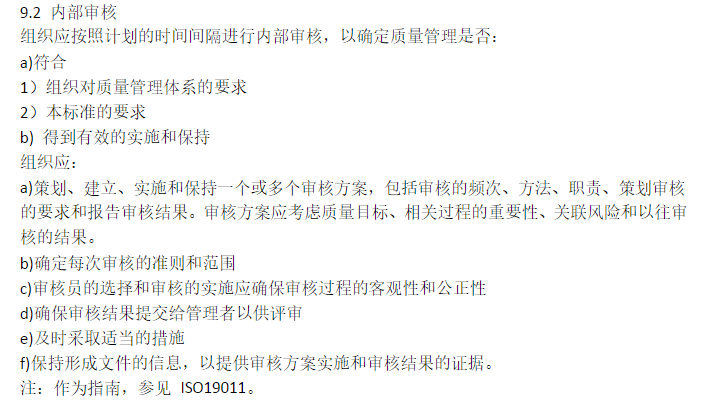 9.2 内部审核
组织应按照计划的时间间隔进行内部审核，以确定质量管理是否：
a)符合
1）组织对质量管理体系的要求
2）本标准的要求
b) 得到有效的实施和保持
组织应：
a)策划、建立、实施和保持一个或多个审核方案，包括审核的频次、方法、职责、策划审核
的要求和报告审核结果。审核方案应考虑质量目标、相关过程的重要性、关联风险和以往审
核的结果。
b)确定每次审核的准则和范围
c)审核员的选择和审核的实施应确保审核过程的客观性和公正性
d)确保审核结果提交给管理者以供评审
e)及时采取适当的措施
f)保持形成文件的信息，以提供审核方案实施和审核结果的证据。
注：作为指南，参见 ISO19011。